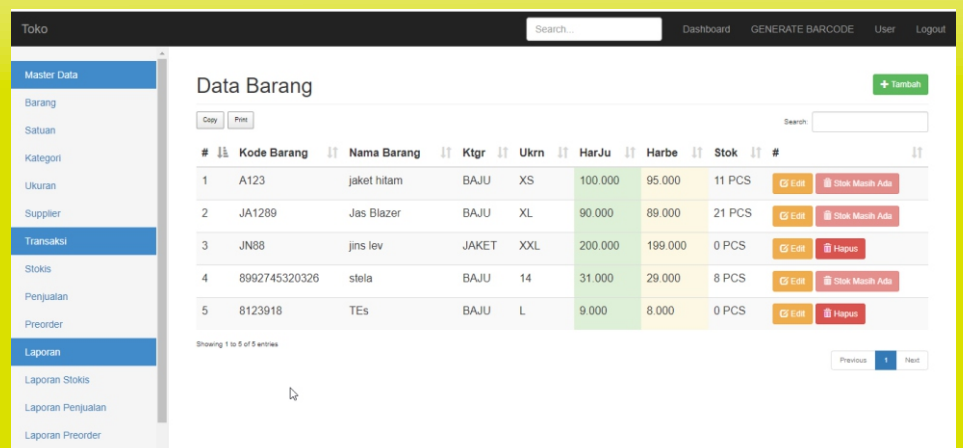 Toko Search... Dashboard GENERATE BARCODE User Logout
Master Data
Barang
Satuan
Kategori
Ukuran
Supplier
Transaksi
Stokis
Penjualan
Preorder
Laporan
Laporan Stokis
Laporan Penjualan
Laporan Preorder
Data Barang + Tambah
Copy Print Search:
# Kode Barang Nama Barang Ktgr Ukrn HarJu Harbe Stok #
1 A123 jaket hitam BAJU XS 100.000 95.000 11 PCS Edit Stok Masih Ada
2 JA1289 Jas Blazer BAJU XL 90.000 89.000 21 PCS Edit Stok Masih Ada
3 JN88 jins lev JAKET XXL 200.000 199.000 0 PCS Edit Hapus
4 8992745320326 stela BAJU 14 31.000 29.000 8 PCS Edit Stok Masih Ada
5 8123918 TEs BAJU L 9.000 8.000 0 PCS Edit Hapus
Showing 1 to 5 of 5 entries
Previous 1 Next